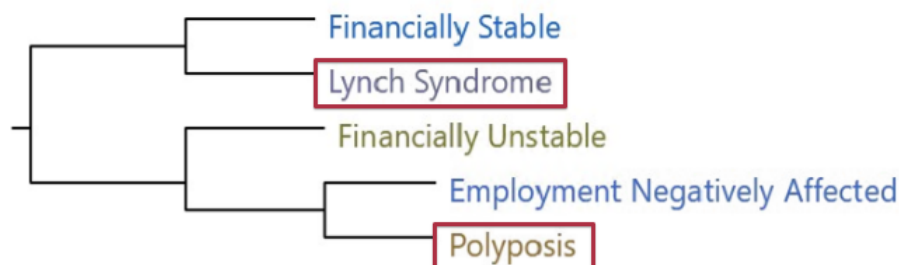 Financially Stable
Lynch Syndrome
Financially Unstable
Employment Negatively Affected
Polyposis